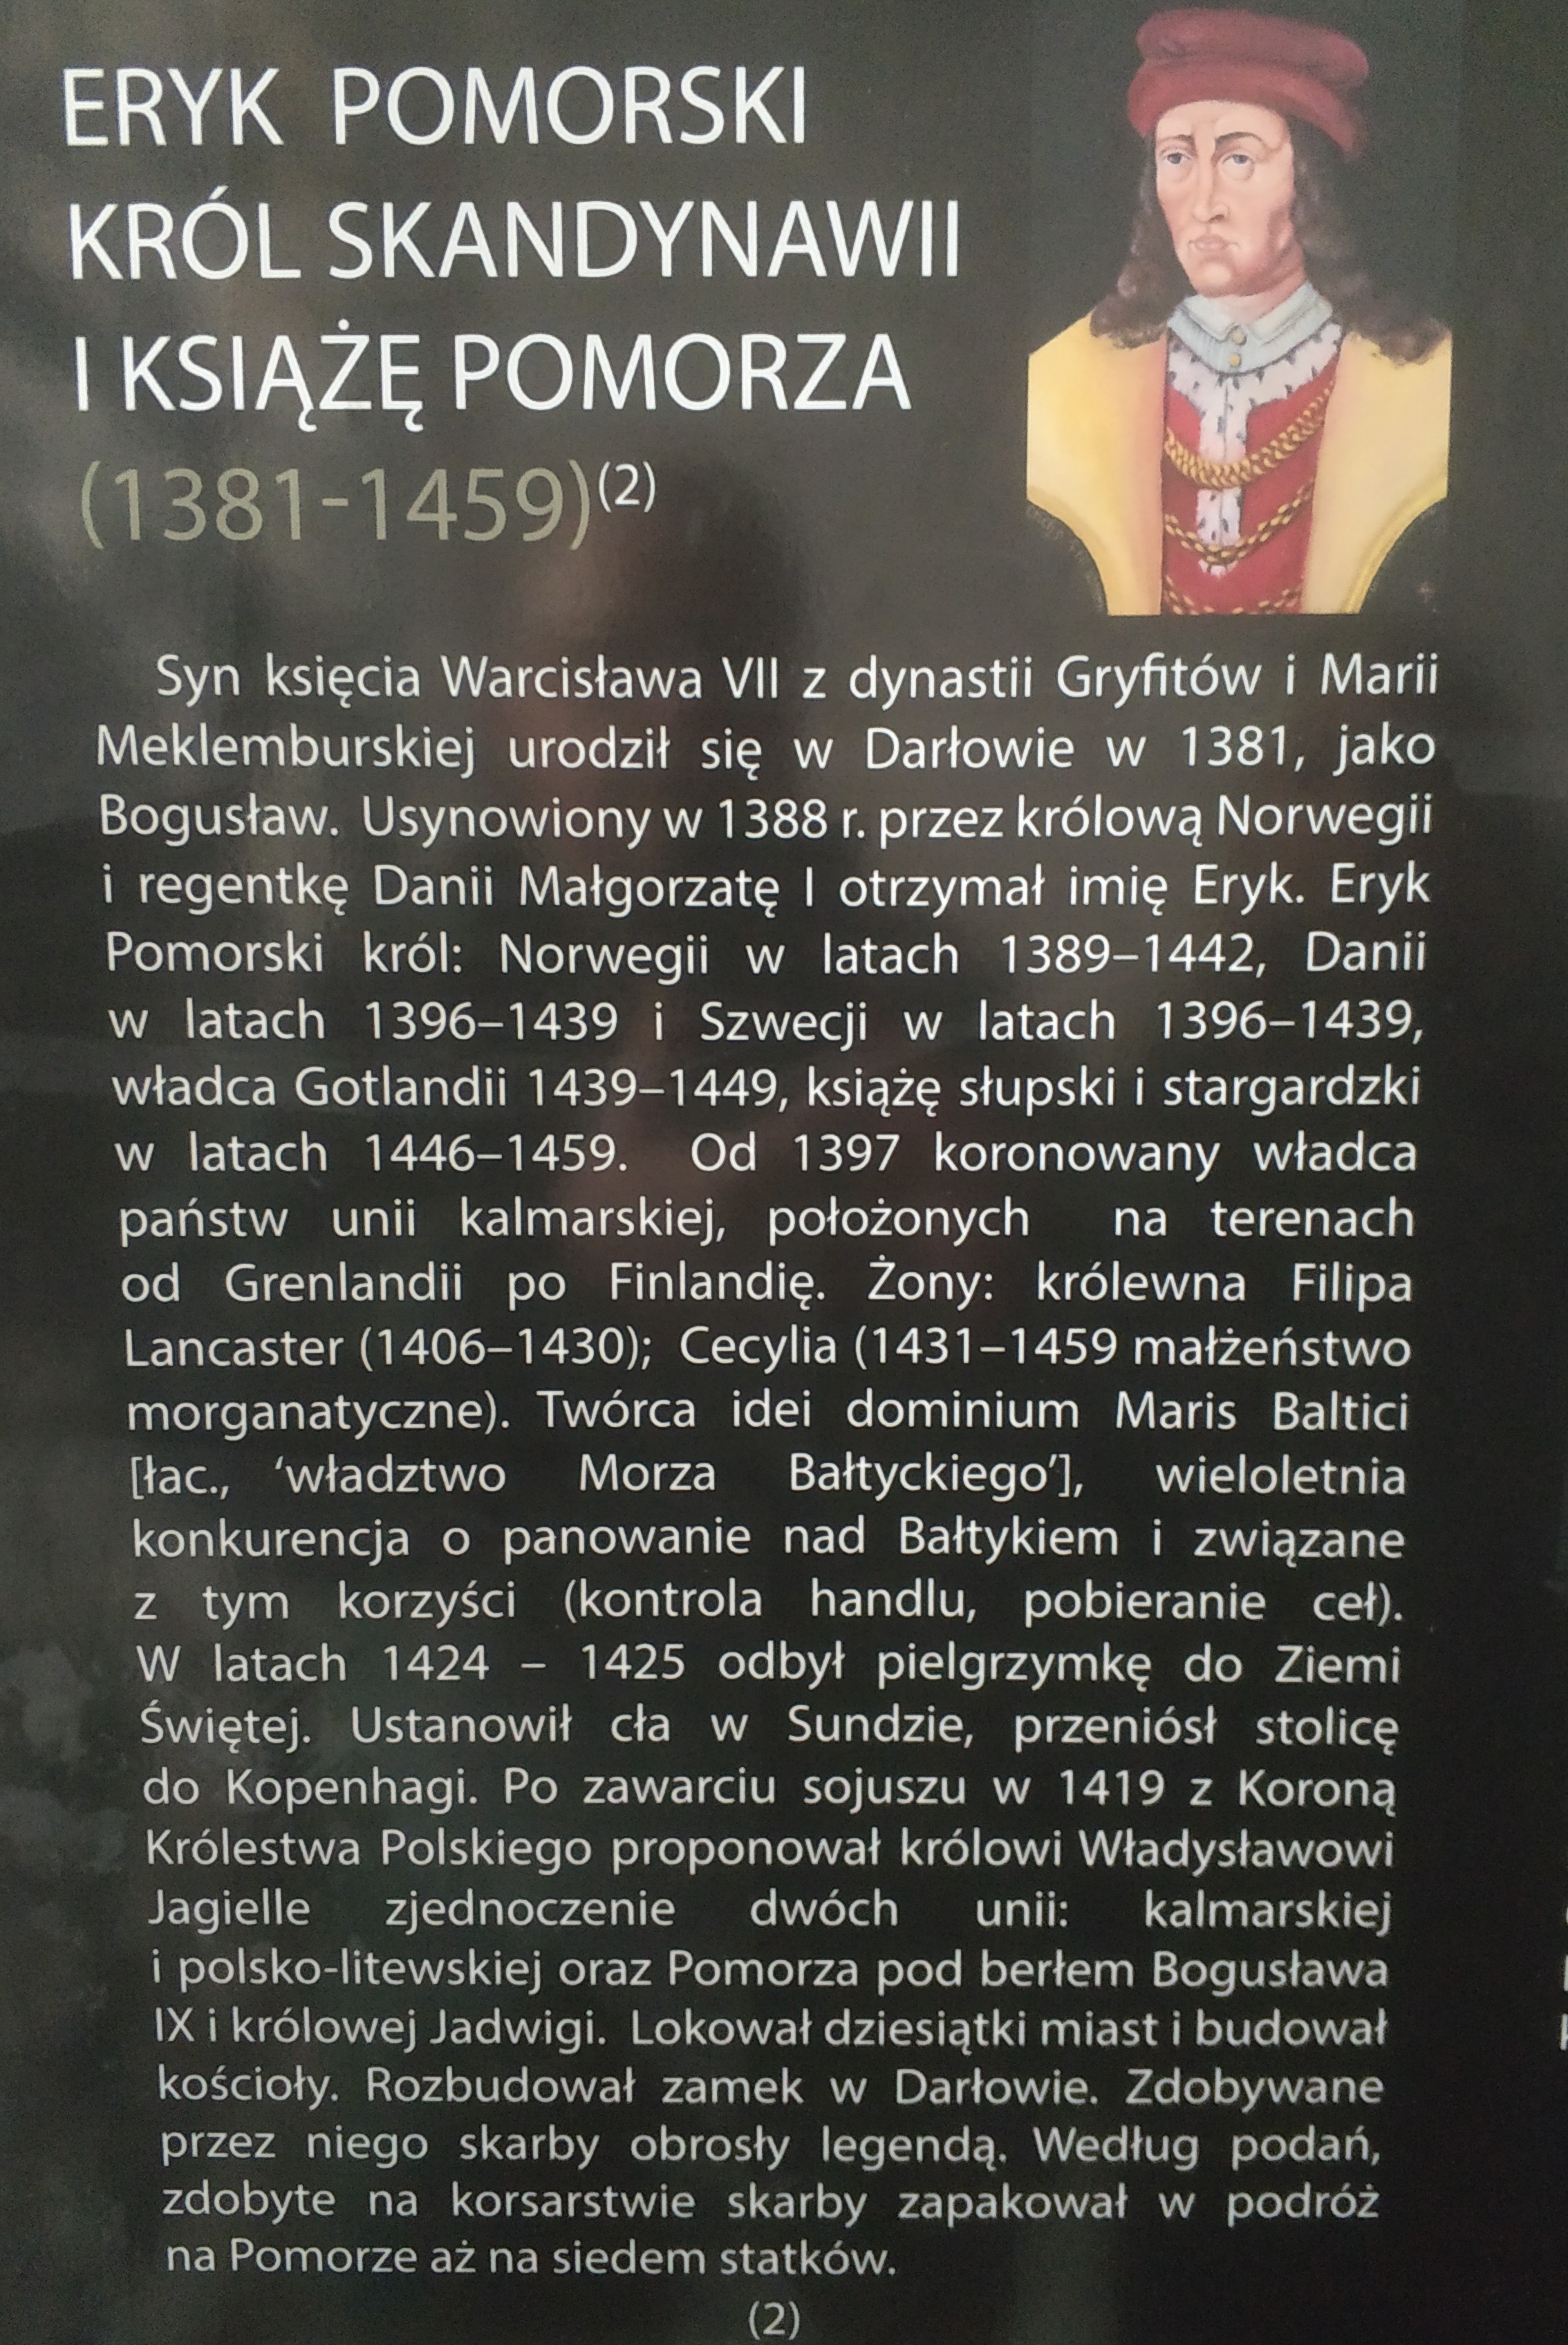 ERYK POMORSKI
KRÓL SKANDYNAWII
I KSIĄŻĘ POMORZA
(1381-1459)(2)
Syn księcia Warcisława VII z dynastii Gryfitów i Marii
Meklemburskiej urodził się w Darłowie w 1381, jako
Bogusław. Usynowiony w 1388 r. przez królową Norwegii
i regentkę Danii Małgorzatę I otrzymał imię Eryk. Eryk
Pomorski król: Norwegii w latach 1389–1442, Danii
w latach 1396–1439 i Szwecji w latach 1396–1439,
władca Gotlandii 1439–1449, książę słupski i stargardzki
w latach 1446–1459. Od 1397 koronowany władca
państw unii kalmarskiej, położonych na terenach
od Grenlandii po Finlandię. Żony: królewna Filipa
Lancaster (1406–1430); Cecylia (1431–1459 małżeństwo
morganatyczne). Twórca idei dominium Maris Baltici
[łac., ‘władztwo Morza Bałtyckiego’], wieloletnia
konkurencja o panowanie nad Bałtykiem i związane
z tym korzyści (kontrola handlu, pobieranie ceł).
W latach 1424 – 1425 odbył pielgrzymkę do Ziemi
Świętej. Ustanowił cła w Sundzie, przeniósł stolicę
do Kopenhagi. Po zawarciu sojuszu w 1419 z Koroną
Królestwa Polskiego proponował królowi Władysławowi
Jagielle zjednoczenie dwóch unii: kalmarskiej
i polsko-litewskiej oraz Pomorza pod berłem Bogusława
IX i królowej Jadwigi. Lokował dziesiątki miast i budował
kościoły. Rozbudował zamek w Darłowie. Zdobywane
przez niego skarby obrosły legendą. Według podań,
zdobyte na korsarstwie skarby zapakował w podróż
na Pomorze aż na siedem statków.
(2)